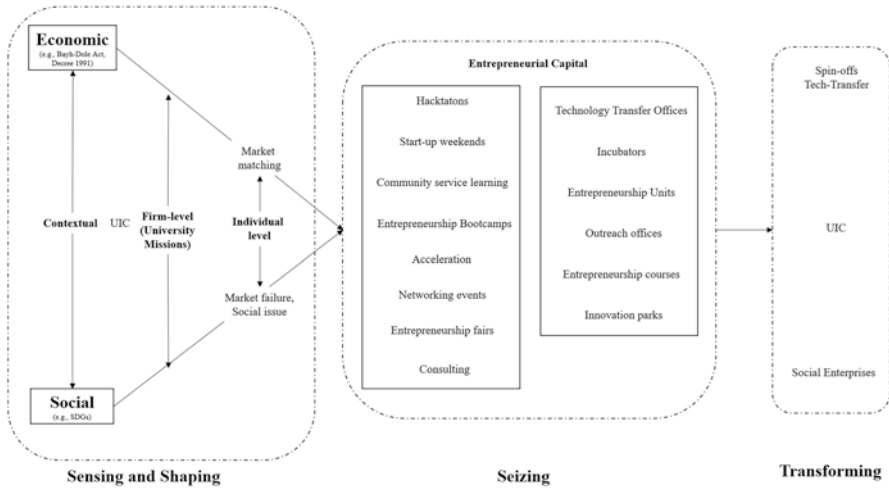 Economic
(e.g., Bayh-Dole Act,
Decree 1991)
Market
matching
Contextual
UIC
Firm-level
(University
Missions)
Individual
level
Market failure,
Social issue
Social
(e.g., SDGs)
Sensing and Shaping
Entrepreneurial Capital
Hacktatons
Start-up weekends
Community service learning
Entrepreneurship Bootcamps
Acceleration
Networking events
Entrepreneurship fairs
Consulting
Technology Transfer Offices
Incubators
Entrepreneurship Units
Outreach offices
Entrepreneurship courses
Innovation parks
Seizing
Spin-offs
Tech-Transfer
UIC
Social Enterprises
Transforming